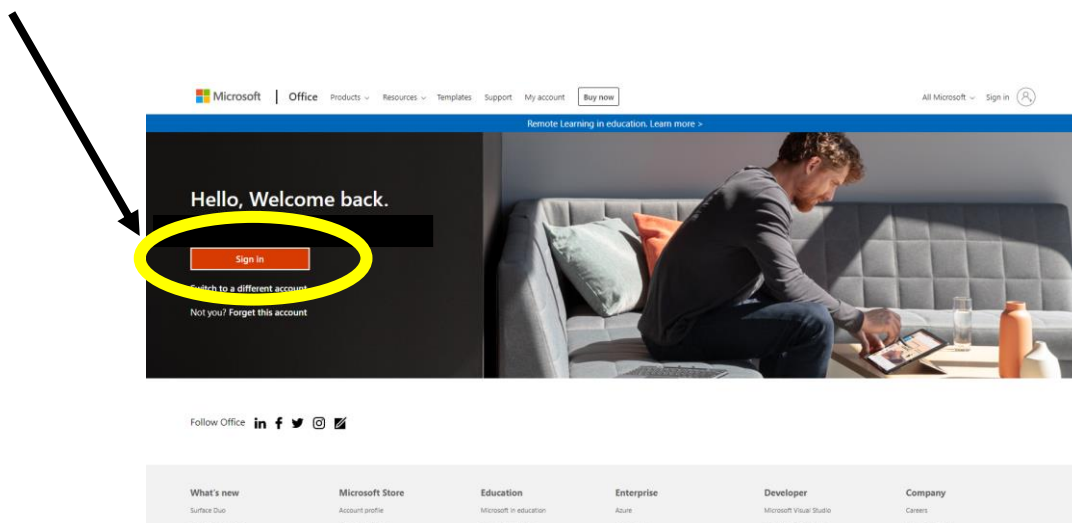 Microsoft | Office Products Resources Templates Support My account Buy now All Microsoft Sign in
Remote Learning in education. Learn more >
Hello, Welcome back.
Sign in
Switch to a different account
Not you? Forget this account
Follow Office
What's new Microsoft Store Education Enterprise Developer Company
Surface Duo Account profile Microsoft in education Azure Microsoft Visual Studio Careers